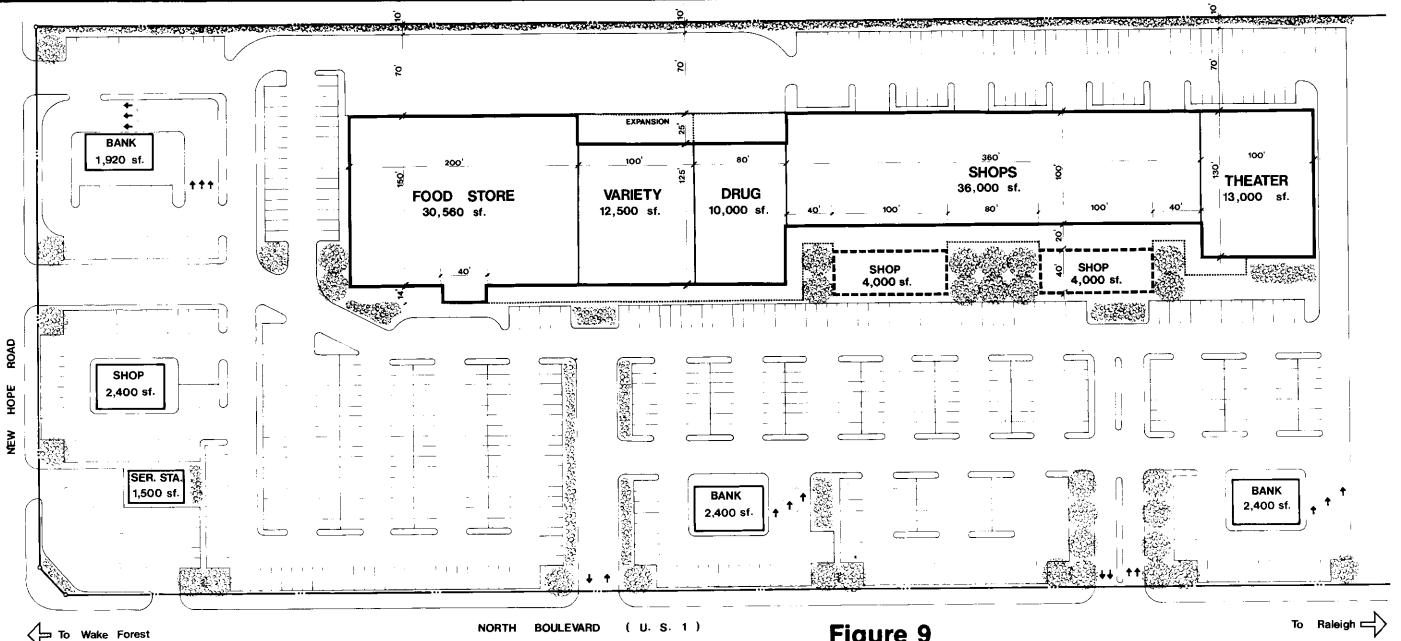 10'
10'
10'
70'
70'
70'
BANK
1,920 sf.
EXPANSION
25'
200'
100'
80'
360'
100'
150'
125'
100'
130'
FOOD STORE
30,560 sf.
VARIETY
12,500 sf.
DRUG
10,000 sf.
SHOPS
36,000 sf.
THEATER
13,000 sf.
40'
100'
80'
100'
40'
20'
40'
SHOP
4,000 sf.
SHOP
4,000 sf.
40'
14'
NEW HOPE ROAD
SHOP
2,400 sf.
SER. STA.
1,500 sf.
BANK
2,400 sf.
BANK
2,400 sf.
To Wake Forest
NORTH BOULEVARD ( U. S. 1 )
Figure 9
To Raleigh